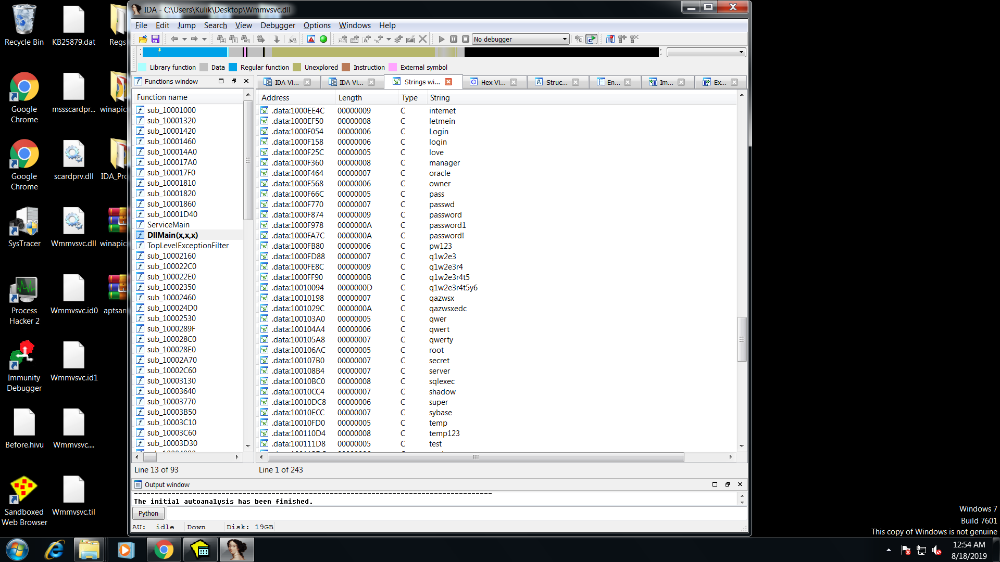 Recycle Bin
KB25879.dat
Regs
Google Chrome
mssscardpr...
winapic
Google Chrome
scardprv.dll
IDA_Pro
SysTracer
Wmmvsvc.dll
winapic
Process Hacker 2
Wmmvsvc.id0
aptsam
Immunity Debugger
Wmmvsvc.id1
Before.hivu
Wmmvsvc....
Sandboxed Web Browser
Wmmvsvc.til
IDA - C:\Users\Kulik\Desktop\Wmmvsvc.dll
File Edit Jump Search View Debugger Options Windows Help
No debugger
Library function Data Regular function Unexplored Instruction External symbol
Functions window
IDA Vi... IDA Vi... Strings wi... Hex Vi... Struc... En... Im... Ex...
Function name
sub_10001000
sub_10001320
sub_10001420
sub_10001460
sub_100014A0
sub_100017A0
sub_100017F0
sub_10001810
sub_10001820
sub_10001860
sub_10001D40
ServiceMain
DllMain(x,x,x)
TopLevelExceptionFilter
sub_10002160
sub_100022C0
sub_100022E0
sub_10002350
sub_10002460
sub_100024D0
sub_10002530
sub_1000289F
sub_100028C0
sub_100028E0
sub_10002A70
sub_10002C60
sub_10003130
sub_10003640
sub_10003770
sub_10003B50
sub_10003C10
sub_10003C60
sub_10003D30
Line 13 of 93
Address Length Type String
.data:1000EE4C 00000009 C internet
.data:1000EF50 00000008 C letmein
.data:1000F054 00000006 C Login
.data:1000F158 00000006 C login
.data:1000F25C 00000005 C love
.data:1000F360 00000008 C manager
.data:1000F464 00000007 C oracle
.data:1000F568 00000006 C owner
.data:1000F66C 00000005 C pass
.data:1000F770 00000007 C passwd
.data:1000F874 00000009 C password
.data:1000F978 0000000A C password1
.data:1000FA7C 0000000A C password!
.data:1000FB80 00000006 C pw123
.data:1000FD88 00000007 C q1w2e3
.data:1000FE8C 00000009 C q1w2e3r4
.data:1000FF90 0000000B C q1w2e3r4t5
.data:10010094 0000000D C q1w2e3r4t5y6
.data:10010198 00000007 C qazwsx
.data:1001029C 0000000A C qazwsxedc
.data:100103A0 00000005 C qwer
.data:100104A4 00000006 C qwert
.data:100105A8 00000007 C qwerty
.data:100106AC 00000005 C root
.data:100107B0 00000007 C secret
.data:100108B4 00000007 C server
.data:10010BC0 00000008 C sqlexec
.data:10010CC4 00000007 C shadow
.data:10010DC8 00000006 C super
.data:10010ECC 00000007 C sybase
.data:10010FD0 00000005 C temp
.data:100110D4 00000008 C temp123
.data:100111D8 00000005 C test
Line 1 of 243
Output window
The initial autoanalysis has been finished.
Python
AU: idle Down Disk: 19GB
Windows 7
Build 7601
This copy of Windows is not genuine
12:54 AM
8/18/2019